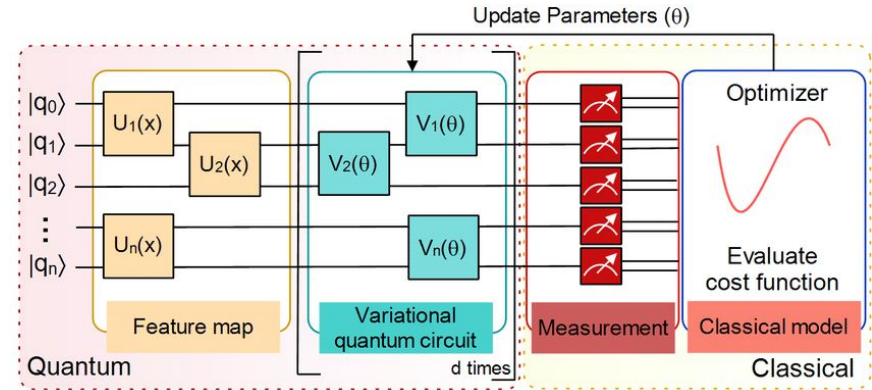 Update Parameters (θ)
|q₀⟩
|q₁⟩
|q₂⟩
...
|qₙ⟩
U₁(x)
U₂(x)
Uₙ(x)
V₁(θ)
V₂(θ)
Vₙ(θ)
Optimizer
Evaluate
cost function
Feature map
Variational
quantum circuit
Measurement
Classical model
Quantum
d times
Classical